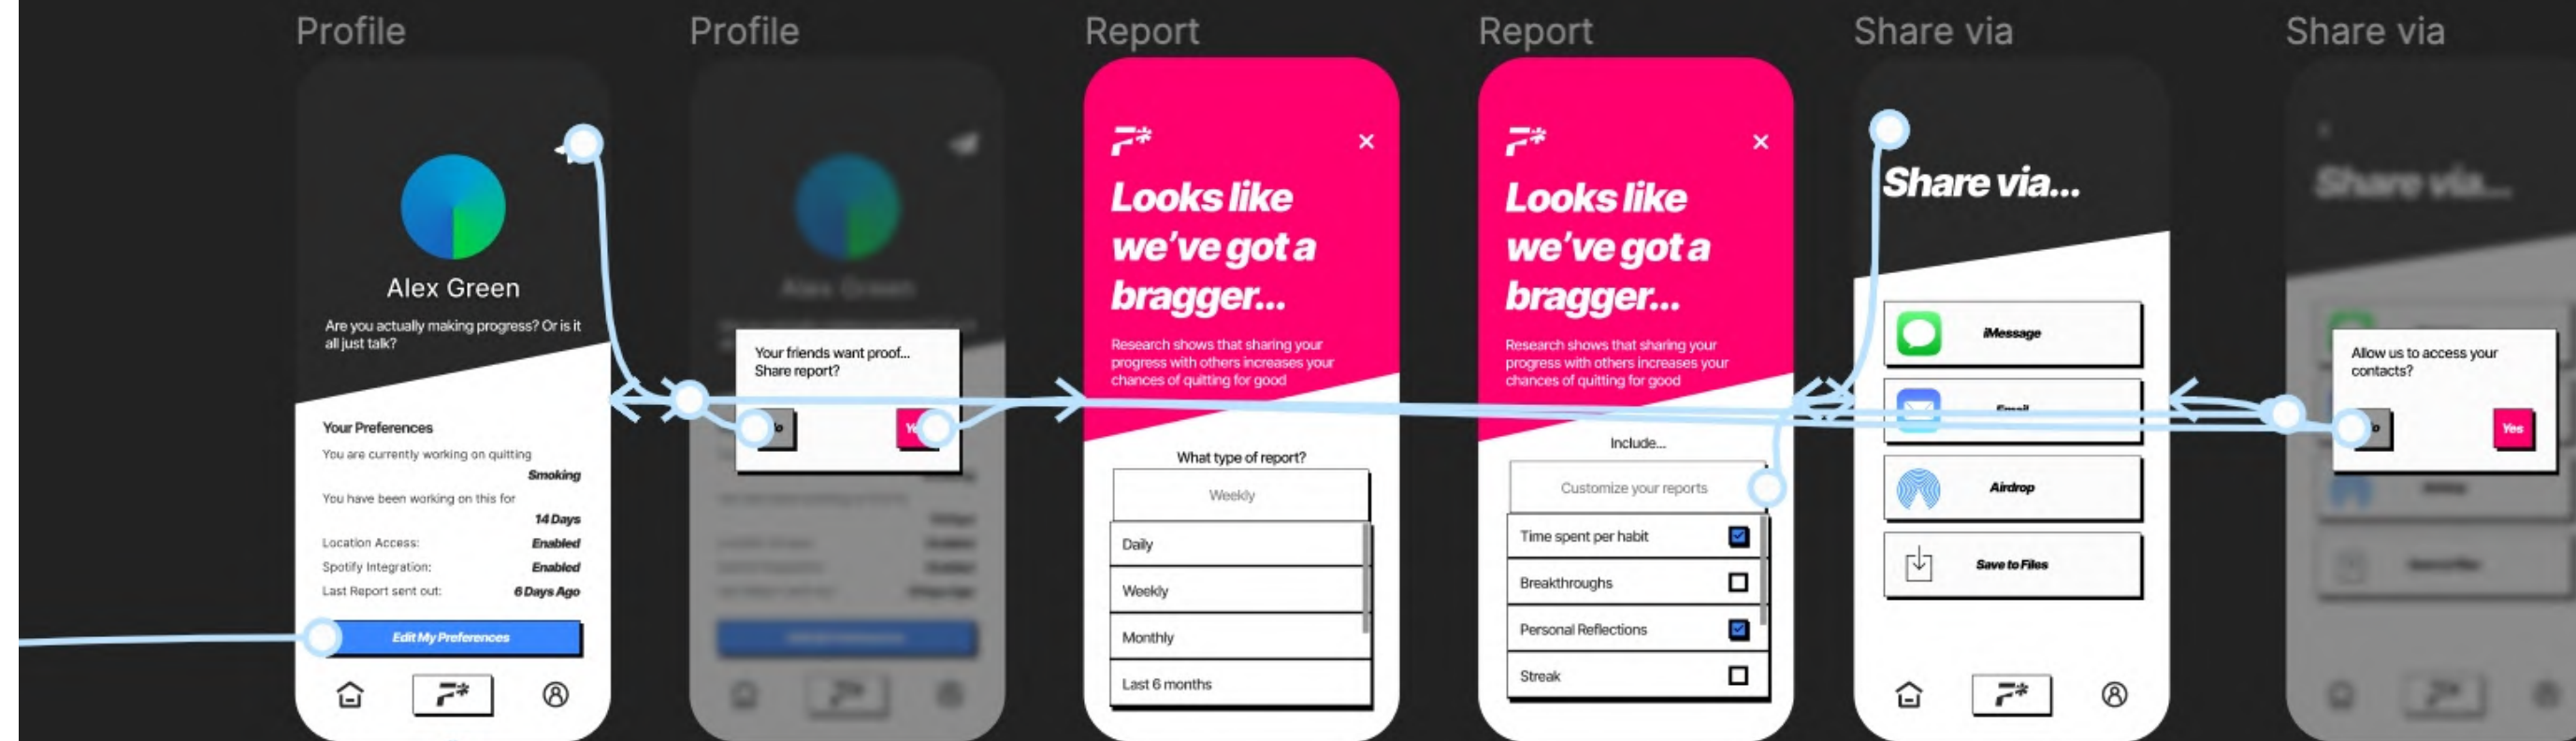 Profile
Alex Green
Are you actually making progress? Or is it
all just talk?
Your Preferences
You are currently working on quitting
Smoking
You have been working on this for
14 Days
Location Access:
Enabled
Spotify Integration:
Enabled
Last Report sent out:
6 Days Ago
Edit My Preferences
F*
Profile
Alex Green
Your friends want proof...
Share report?
F*
Report
F*
Looks like
we've got a
bragger...
Research shows that sharing your
progress with others increases your
chances of quitting for good
What type of report?
Weekly
Daily
Weekly
Monthly
Last 6 months
Report
F*
Looks like
we've got a
bragger...
Research shows that sharing your
progress with others increases your
chances of quitting for good
Include...
Customize your reports
Time spent per habit
Breakthroughs
Personal Reflections
Streak
Share via
Share via...
iMessage
Email
Airdrop
Save to Files
F*
Share via
Share via...
Allow us to access your
contacts?
Yes